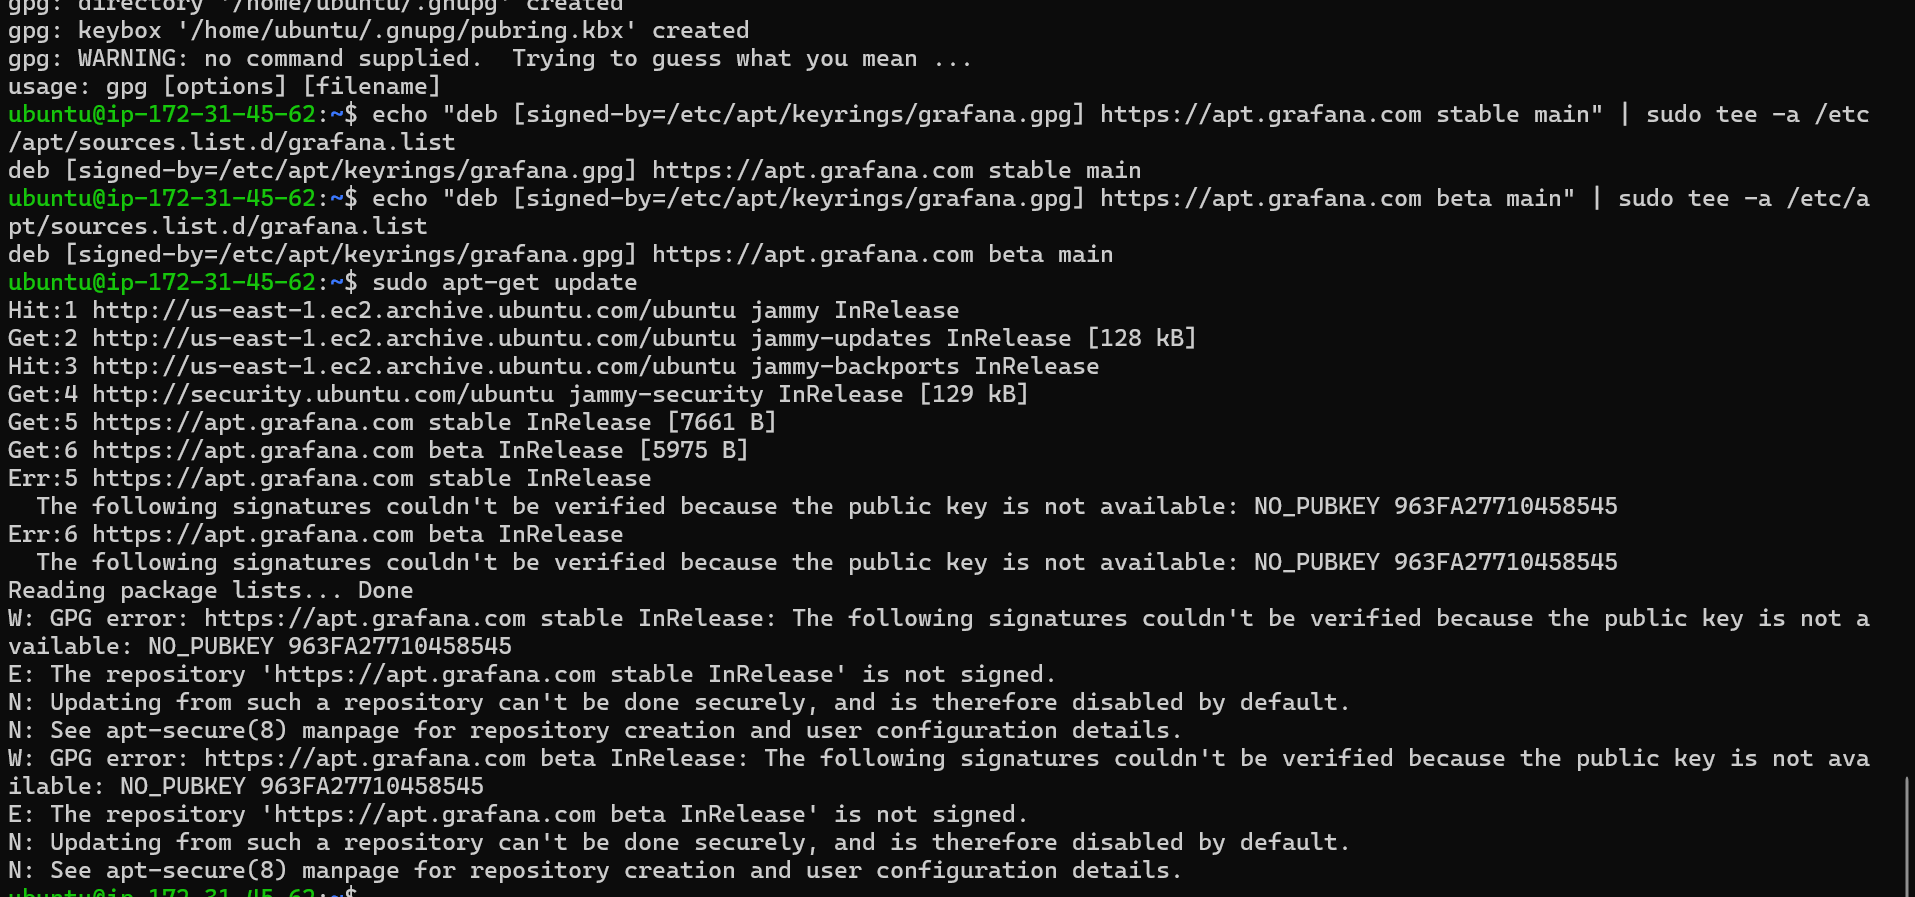 gpg: directory '/home/ubuntu/.gnupg' created
gpg: keybox '/home/ubuntu/.gnupg/pubring.kbx' created
gpg: WARNING: no command supplied.  Trying to guess what you mean ...
usage: gpg [options] [filename]
ubuntu@ip-172-31-45-62:~$ echo "deb [signed-by=/etc/apt/keyrings/grafana.gpg] https://apt.grafana.com stable main" | sudo tee -a /etc
/apt/sources.list.d/grafana.list
deb [signed-by=/etc/apt/keyrings/grafana.gpg] https://apt.grafana.com stable main
ubuntu@ip-172-31-45-62:~$ echo "deb [signed-by=/etc/apt/keyrings/grafana.gpg] https://apt.grafana.com beta main" | sudo tee -a /etc/a
pt/sources.list.d/grafana.list
deb [signed-by=/etc/apt/keyrings/grafana.gpg] https://apt.grafana.com beta main
ubuntu@ip-172-31-45-62:~$ sudo apt-get update
Hit:1 http://us-east-1.ec2.archive.ubuntu.com/ubuntu jammy InRelease
Get:2 http://us-east-1.ec2.archive.ubuntu.com/ubuntu jammy-updates InRelease [128 kB]
Hit:3 http://us-east-1.ec2.archive.ubuntu.com/ubuntu jammy-backports InRelease
Get:4 http://security.ubuntu.com/ubuntu jammy-security InRelease [129 kB]
Get:5 https://apt.grafana.com stable InRelease [7661 B]
Get:6 https://apt.grafana.com beta InRelease [5975 B]
Err:5 https://apt.grafana.com stable InRelease
  The following signatures couldn't be verified because the public key is not available: NO_PUBKEY 963FA27710458545
Err:6 https://apt.grafana.com beta InRelease
  The following signatures couldn't be verified because the public key is not available: NO_PUBKEY 963FA27710458545
Reading package lists... Done
W: GPG error: https://apt.grafana.com stable InRelease: The following signatures couldn't be verified because the public key is not a
vailable: NO_PUBKEY 963FA27710458545
E: The repository 'https://apt.grafana.com stable InRelease' is not signed.
N: Updating from such a repository can't be done securely, and is therefore disabled by default.
N: See apt-secure(8) manpage for repository creation and user configuration details.
W: GPG error: https://apt.grafana.com beta InRelease: The following signatures couldn't be verified because the public key is not ava
ilable: NO_PUBKEY 963FA27710458545
E: The repository 'https://apt.grafana.com beta InRelease' is not signed.
N: Updating from such a repository can't be done securely, and is therefore disabled by default.
N: See apt-secure(8) manpage for repository creation and user configuration details.
ubuntu@ip-172-31-45-62:~$